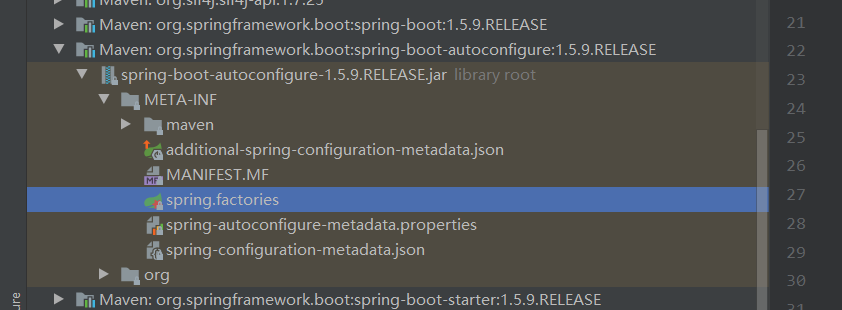 Maven: org.slf4j:slf4j-api:1.7.25
Maven: org.springframework.boot:spring-boot:1.5.9.RELEASE
Maven: org.springframework.boot:spring-boot-autoconfigure:1.5.9.RELEASE
spring-boot-autoconfigure-1.5.9.RELEASE.jar library root
META-INF
maven
additional-spring-configuration-metadata.json
MF MANIFEST.MF
spring.factories
spring-autoconfigure-metadata.properties
spring-configuration-metadata.json
org
Maven: org.springframework.boot:spring-boot-starter:1.5.9.RELEASE
ure
21
22
23
24
25
26
27
28
29
30
31